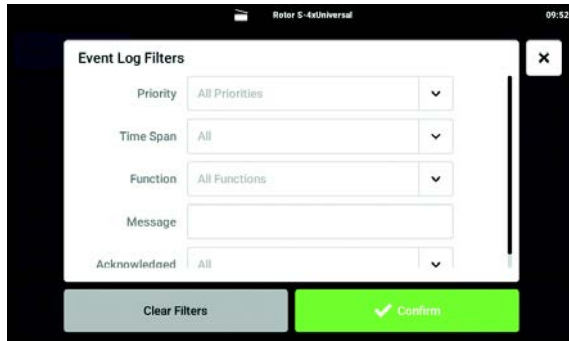 Rotor S-4xUniversal
09:52
Event Log Filters
Priority All Priorities
Time Span All
Function All Functions
Message
Acknowledged All
Clear Filters
Confirm